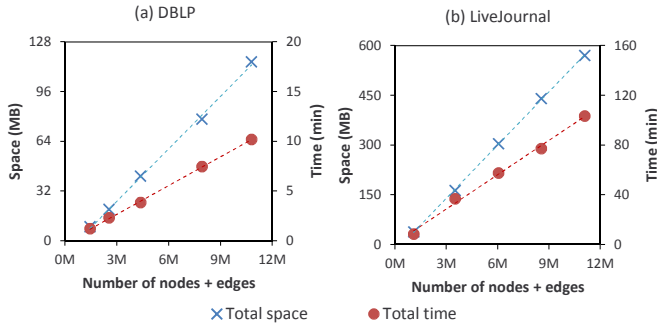 (a) DBLP
128
96
64
32
0
Space (MB)
20
15
10
5
0
Time (min)
0M 3M 6M 9M 12M
Number of nodes + edges
(b) LiveJournal
600
450
300
150
0
Space (MB)
160
120
80
40
0
Time (min)
0M 3M 6M 9M 12M
Number of nodes + edges
Total space
Total time